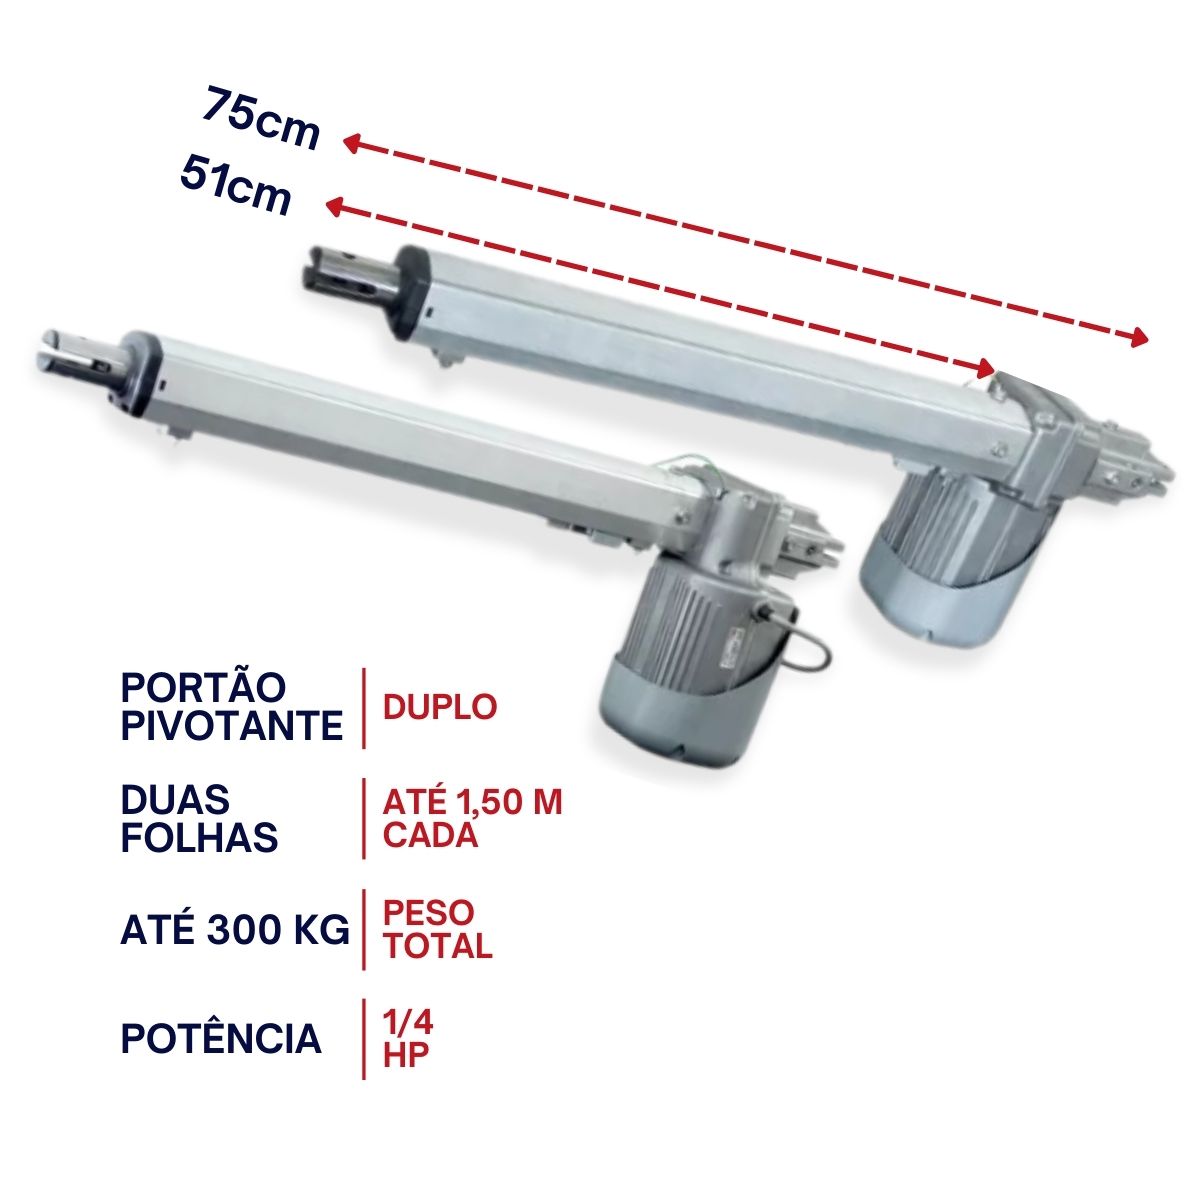 75cm
51cm
PORTÃO
PIVOTANTE
DUPLO
DUAS
FOLHAS
ATÉ 1,50 M
CADA
ATÉ 300 KG
PESO
TOTAL
POTÊNCIA
1/4
HP